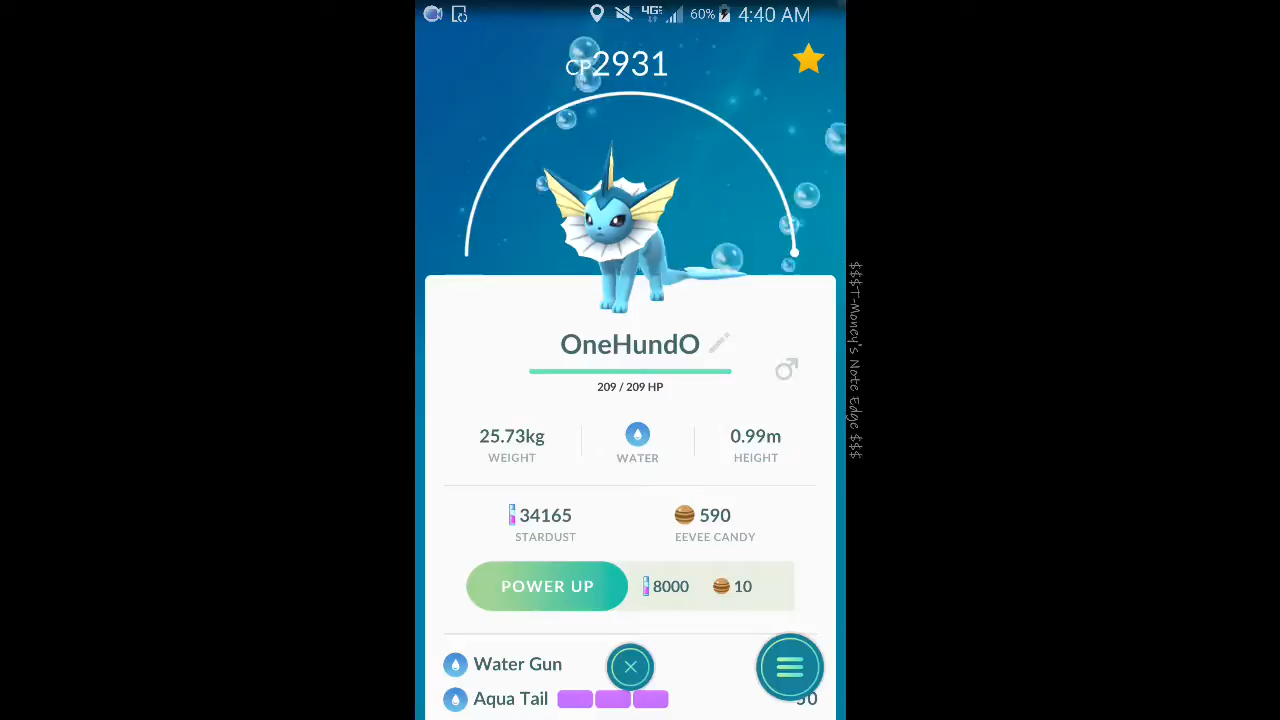 4G 60% 4:40 AM
CP2931
OneHundO
209 / 209 HP
25.73kg
WEIGHT
WATER
0.99m
HEIGHT
34165
STARDUST
590
EEVEE CANDY
POWER UP 8000 10
Water Gun
Aqua Tail
$$$T-Money's Note Edge $$$